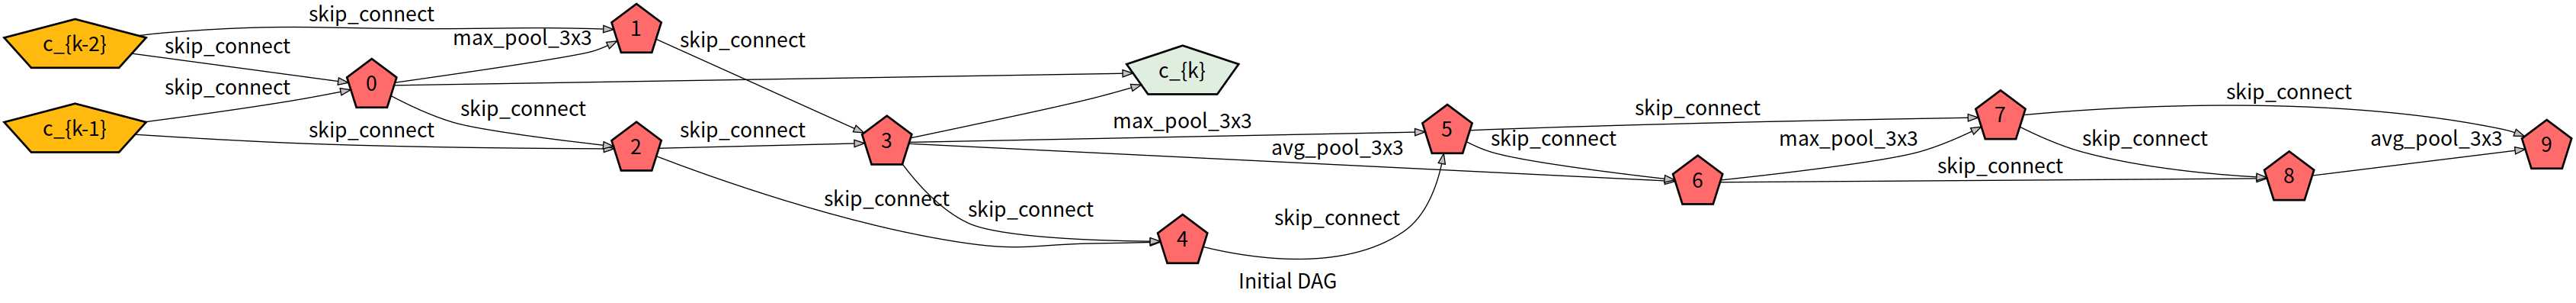 skip_connect
c_{k-2}
skip_connect
max_pool_3x3
1
skip_connect
0
skip_connect
c_{k-1}
skip_connect
skip_connect
2
skip_connect
c_{k}
3
max_pool_3x3
avg_pool_3x3
skip_connect
skip_connect
4
skip_connect
5
skip_connect
skip_connect
6
max_pool_3x3
skip_connect
7
skip_connect
skip_connect
8
avg_pool_3x3
9
Initial DAG